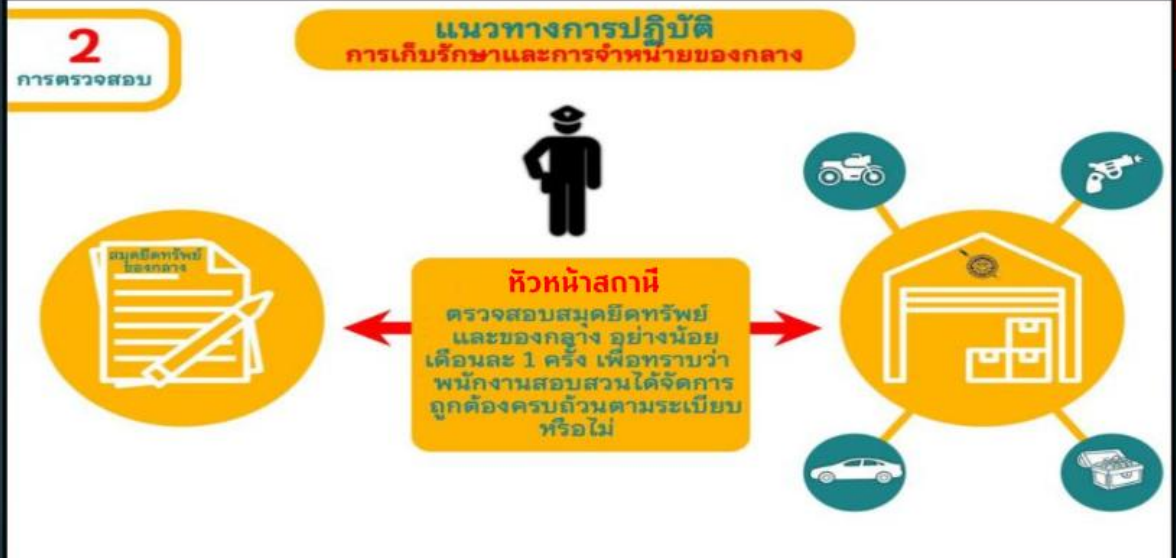 2
การตรวจสอบ
แนวทางการปฏิบัติ
การเก็บรักษาและการจำหน่ายของกลาง
สมุดยึดทรัพย์
ของกลาง
หัวหน้าสถานี
ตรวจสอบสมุดยึดทรัพย์
และของกลาง อย่างน้อย
เดือนละ 1 ครั้ง เพื่อทราบว่า
พนักงานสอบสวนได้จัดการ
ถูกต้องครบถ้วนตามระเบียบ
หรือไม่